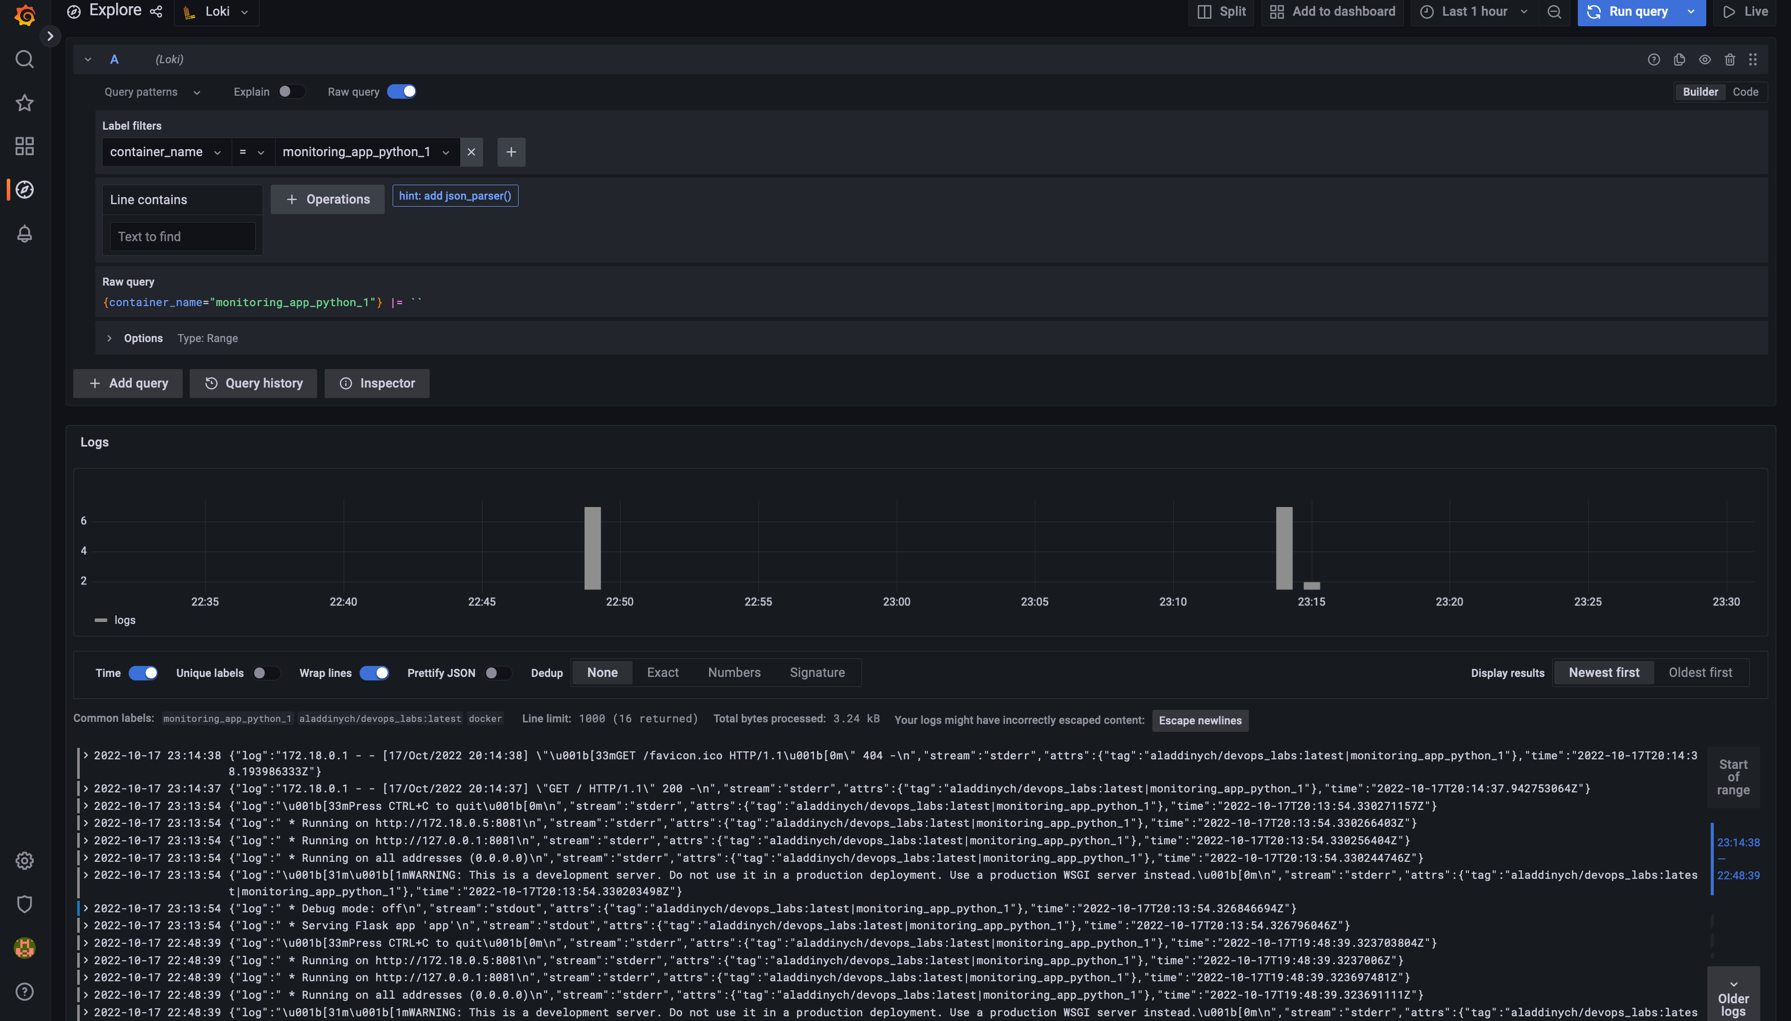 Explore
Loki
Split
Add to dashboard
Last 1 hour
Run query
Live
A
(Loki)
Query patterns
Explain
Raw query
Builder
Code
Label filters
container_name
=
monitoring_app_python_1
Line contains
Operations
hint: add json_parser()
Text to find
Raw query
{container_name="monitoring_app_python_1"} |= ``
Options
Type: Range
Add query
Query history
Inspector
Logs
6
4
2
22:35
22:40
22:45
22:50
22:55
23:00
23:05
23:10
23:15
23:20
23:25
23:30
logs
Time
Unique labels
Wrap lines
Prettify JSON
Dedup
None
Exact
Numbers
Signature
Display results
Newest first
Oldest first
Common labels: monitoring_app_python_1 aladdinych/devops_labs:latest docker
Line limit: 1000 (16 returned)
Total bytes processed: 3.24 kB
Your logs might have incorrectly escaped content:
Escape newlines
2022-10-17 23:14:38 {"log":"172.18.0.1 - - [17/Oct/2022 20:14:38] \"\u001b[33mGET /favicon.ico HTTP/1.1\u001b[0m\" 404 -\n","stream":"stderr","attrs":{"tag":"aladdinych/devops_labs:latest|monitoring_app_python_1"},"time":"2022-10-17T20:14:3
8.193986333Z"}
2022-10-17 23:14:37 {"log":"172.18.0.1 - - [17/Oct/2022 20:14:37] \"GET / HTTP/1.1\" 200 -\n","stream":"stderr","attrs":{"tag":"aladdinych/devops_labs:latest|monitoring_app_python_1"},"time":"2022-10-17T20:14:37.942753064Z"}
2022-10-17 23:13:54 {"log":"\u001b[33mPress CTRL+C to quit\u001b[0m\n","stream":"stderr","attrs":{"tag":"aladdinych/devops_labs:latest|monitoring_app_python_1"},"time":"2022-10-17T20:13:54.330271157Z"}
2022-10-17 23:13:54 {"log":" * Running on http://172.18.0.5:8081\n","stream":"stderr","attrs":{"tag":"aladdinych/devops_labs:latest|monitoring_app_python_1"},"time":"2022-10-17T20:13:54.330266403Z"}
2022-10-17 23:13:54 {"log":" * Running on http://127.0.0.1:8081\n","stream":"stderr","attrs":{"tag":"aladdinych/devops_labs:latest|monitoring_app_python_1"},"time":"2022-10-17T20:13:54.330256404Z"}
2022-10-17 23:13:54 {"log":" * Running on all addresses (0.0.0.0)\n","stream":"stderr","attrs":{"tag":"aladdinych/devops_labs:latest|monitoring_app_python_1"},"time":"2022-10-17T20:13:54.330244746Z"}
2022-10-17 23:13:54 {"log":"\u001b[31m\u001b[1mWARNING: This is a development server. Do not use it in a production deployment. Use a production WSGI server instead.\u001b[0m\n","stream":"stderr","attrs":{"tag":"aladdinych/devops_labs:lates
t|monitoring_app_python_1"},"time":"2022-10-17T20:13:54.330203498Z"}
2022-10-17 23:13:54 {"log":" * Debug mode: off\n","stream":"stdout","attrs":{"tag":"aladdinych/devops_labs:latest|monitoring_app_python_1"},"time":"2022-10-17T20:13:54.326846694Z"}
2022-10-17 23:13:54 {"log":" * Serving Flask app 'app'\n","stream":"stdout","attrs":{"tag":"aladdinych/devops_labs:latest|monitoring_app_python_1"},"time":"2022-10-17T20:13:54.326796046Z"}
2022-10-17 22:48:39 {"log":"\u001b[33mPress CTRL+C to quit\u001b[0m\n","stream":"stderr","attrs":{"tag":"aladdinych/devops_labs:latest|monitoring_app_python_1"},"time":"2022-10-17T19:48:39.323703804Z"}
2022-10-17 22:48:39 {"log":" * Running on http://172.18.0.5:8081\n","stream":"stderr","attrs":{"tag":"aladdinych/devops_labs:latest|monitoring_app_python_1"},"time":"2022-10-17T19:48:39.3237006Z"}
2022-10-17 22:48:39 {"log":" * Running on http://127.0.0.1:8081\n","stream":"stderr","attrs":{"tag":"aladdinych/devops_labs:latest|monitoring_app_python_1"},"time":"2022-10-17T19:48:39.323697481Z"}
2022-10-17 22:48:39 {"log":" * Running on all addresses (0.0.0.0)\n","stream":"stderr","attrs":{"tag":"aladdinych/devops_labs:latest|monitoring_app_python_1"},"time":"2022-10-17T19:48:39.323691111Z"}
2022-10-17 22:48:39 {"log":"\u001b[31m\u001b[1mWARNING: This is a development server. Do not use it in a production deployment. Use a production WSGI server instead.\u001b[0m\n","stream":"stderr","attrs":{"tag":"aladdinych/devops_labs:lates
Start
of
range
23:14:38
—
22:48:39
Older
logs